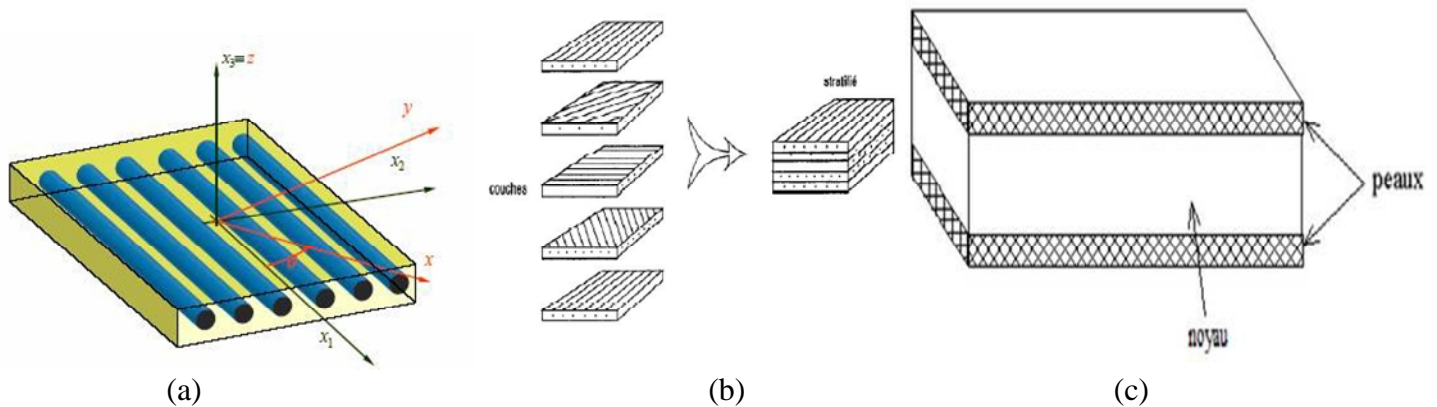 x₃≡z
y
x₂
x
θ
x₁
(a)
couches
stratifié
(b)
peaux
noyau
(c)